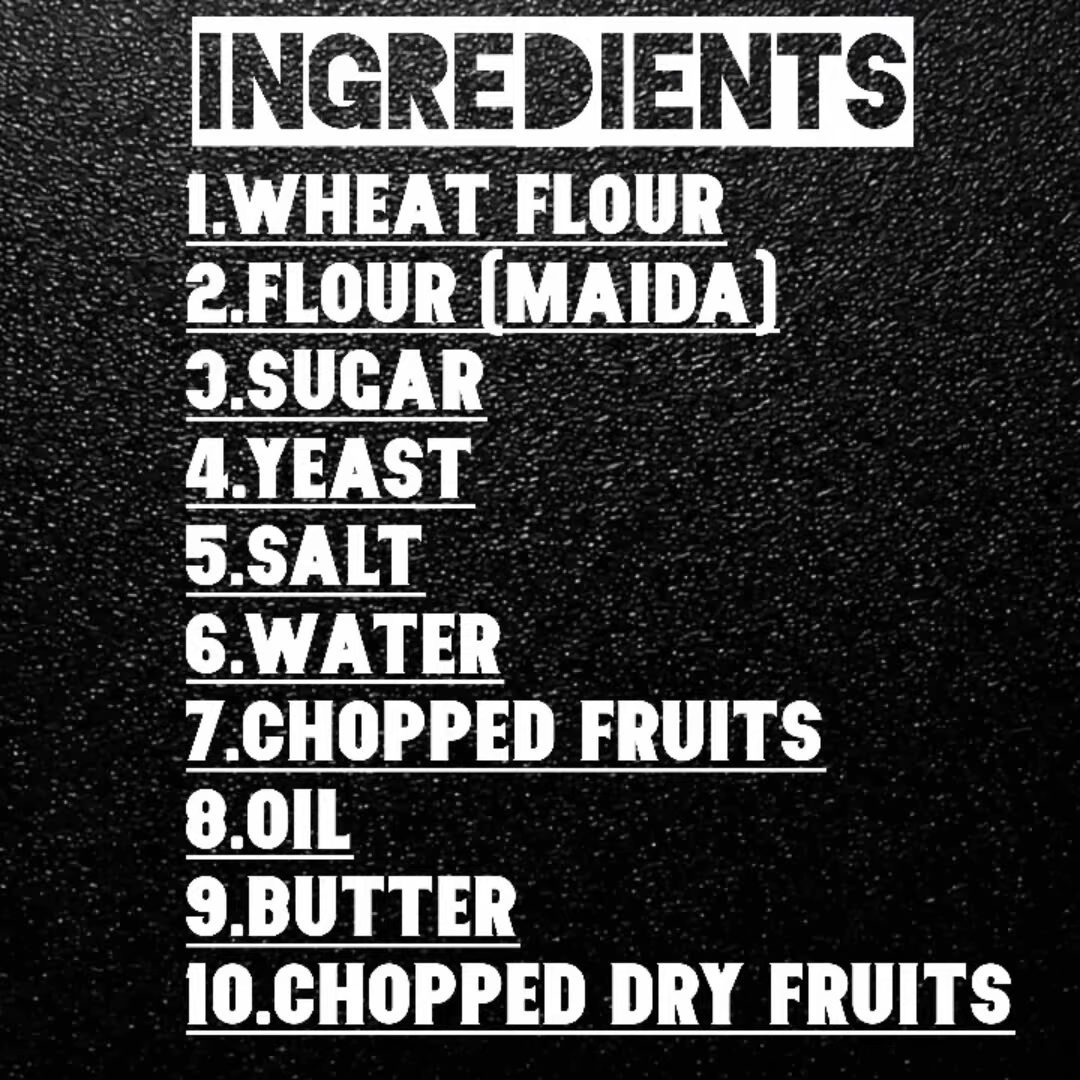 INGREDIENTS
1.WHEAT FLOUR
2.FLOUR (MAIDA)
3.SUGAR
4.YEAST
5.SALT
6.WATER
7.CHOPPED FRUITS
8.OIL
9.BUTTER
10.CHOPPED DRY FRUITS